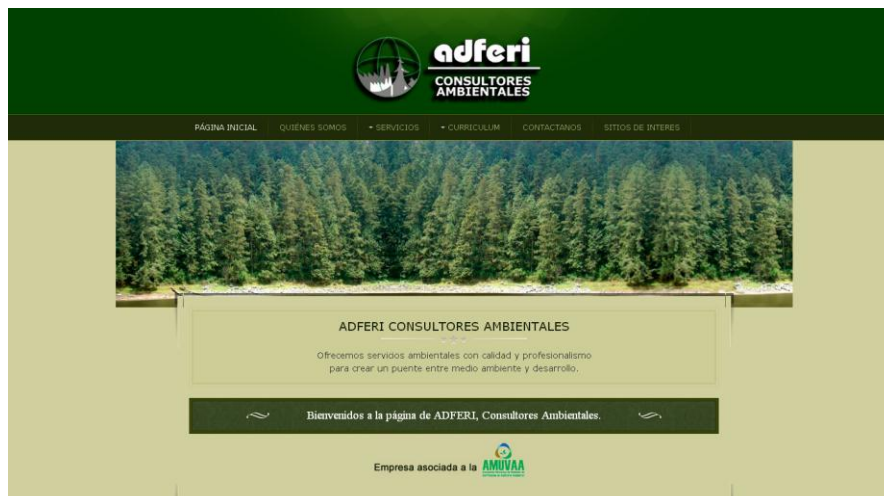 adferi
CONSULTORES
AMBIENTALES
PÁGINA INICIAL QUIÉNES SOMOS SERVICIOS CURRICULUM CONTACTANOS SITIOS DE INTERES
ADFERI CONSULTORES AMBIENTALES
Ofrecemos servicios ambientales con calidad y profesionalismo
para crear un puente entre medio ambiente y desarrollo.
Bienvenidos a la página de ADFERI, Consultores Ambientales.
Empresa asociada a la AMUVAA